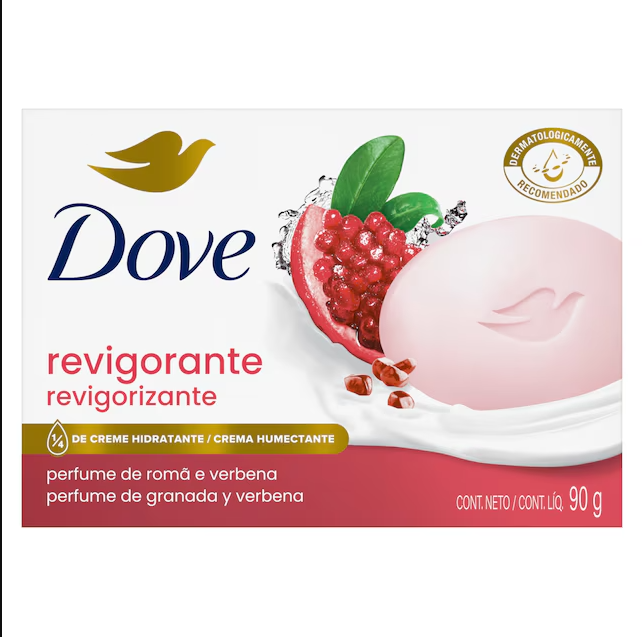 Dove
DERMATOLOGICAMENTE
RECOMENDADO
revigorante
revigorizante
1/4 DE CREME HIDRATANTE / CREMA HUMECTANTE
perfume de romã e verbena
perfume de granada y verbena
CONT. NETO / CONT. LÍQ. 90 g